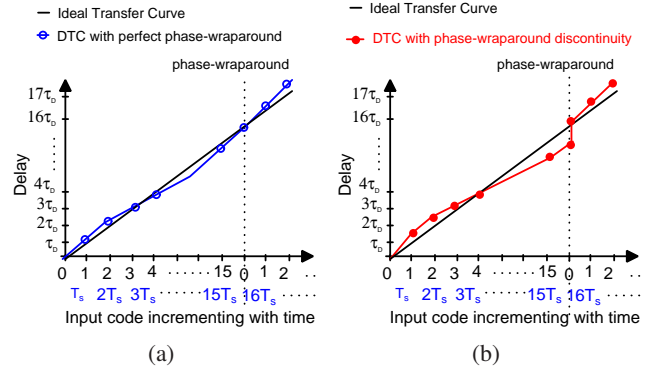 Ideal Transfer Curve
DTC with perfect phase-wraparound
phase-wraparound
17τD
16τD
4τD
3τD
2τD
τD
Delay
0 1 2 3 4 ······ 15 0 1 2 ··
Ts 2Ts 3Ts ······ 15Ts 16Ts ·····
Input code incrementing with time
(a)
Ideal Transfer Curve
DTC with phase-wraparound discontinuity
phase-wraparound
17τD
16τD
4τD
3τD
2τD
τD
Delay
0 1 2 3 4 ······ 15 0 1 2 ··
Ts 2Ts 3Ts ······ 15Ts 16Ts ·····
Input code incrementing with time
(b)